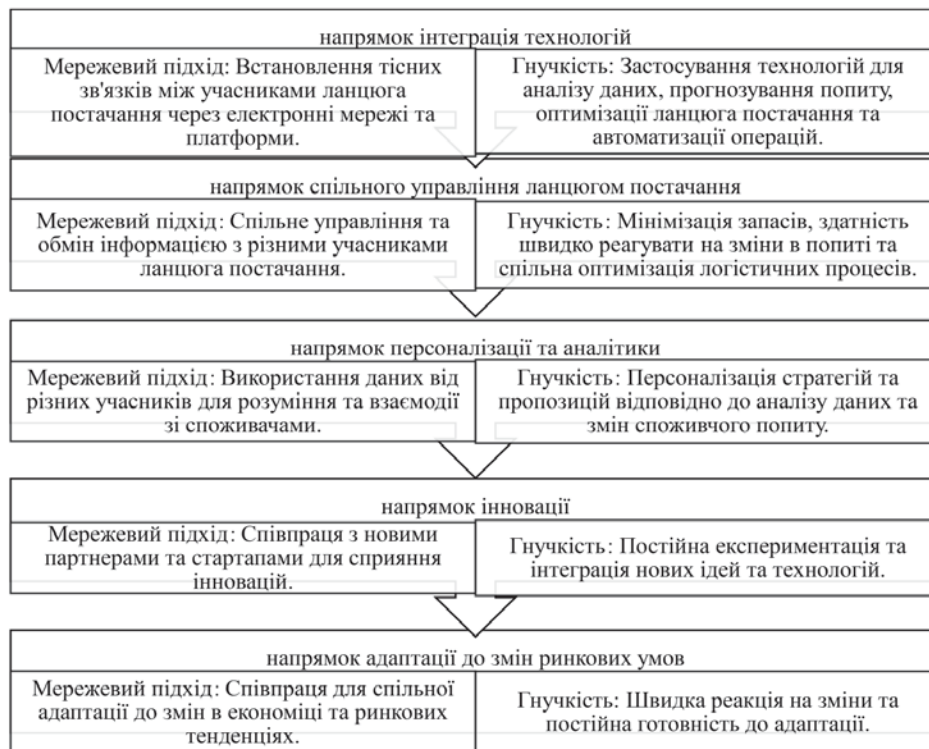 напрямок інтеграція технологій
Мережевий підхід: Встановлення тісних
зв'язків між учасниками ланцюга
постачання через електронні мережі та
платформи.
Гнучкість: Застосування технологій для
аналізу даних, прогнозування попиту,
оптимізації ланцюга постачання та
автоматизації операцій.
напрямок спільного управління ланцюгом постачання
Мережевий підхід: Спільне управління та
обмін інформацією з різними учасниками
ланцюга постачання.
Гнучкість: Мінімізація запасів, здатність
швидко реагувати на зміни в попиті та
спільна оптимізація логістичних процесів.
напрямок персоналізації та аналітики
Мережевий підхід: Використання даних від
різних учасників для розуміння та взаємодії
зі споживачами.
Гнучкість: Персоналізація стратегій та
пропозицій відповідно до аналізу даних та
змін споживчого попиту.
напрямок інновації
Мережевий підхід: Співпраця з новими
партнерами та стартапами для сприяння
інновацій.
Гнучкість: Постійна експериментація та
інтеграція нових ідей та технологій.
напрямок адаптації до змін ринкових умов
Мережевий підхід: Співпраця для спільної
адаптації до змін в економіці та ринкових
тенденціях.
Гнучкість: Швидка реакція на зміни та
постійна готовність до адаптації.